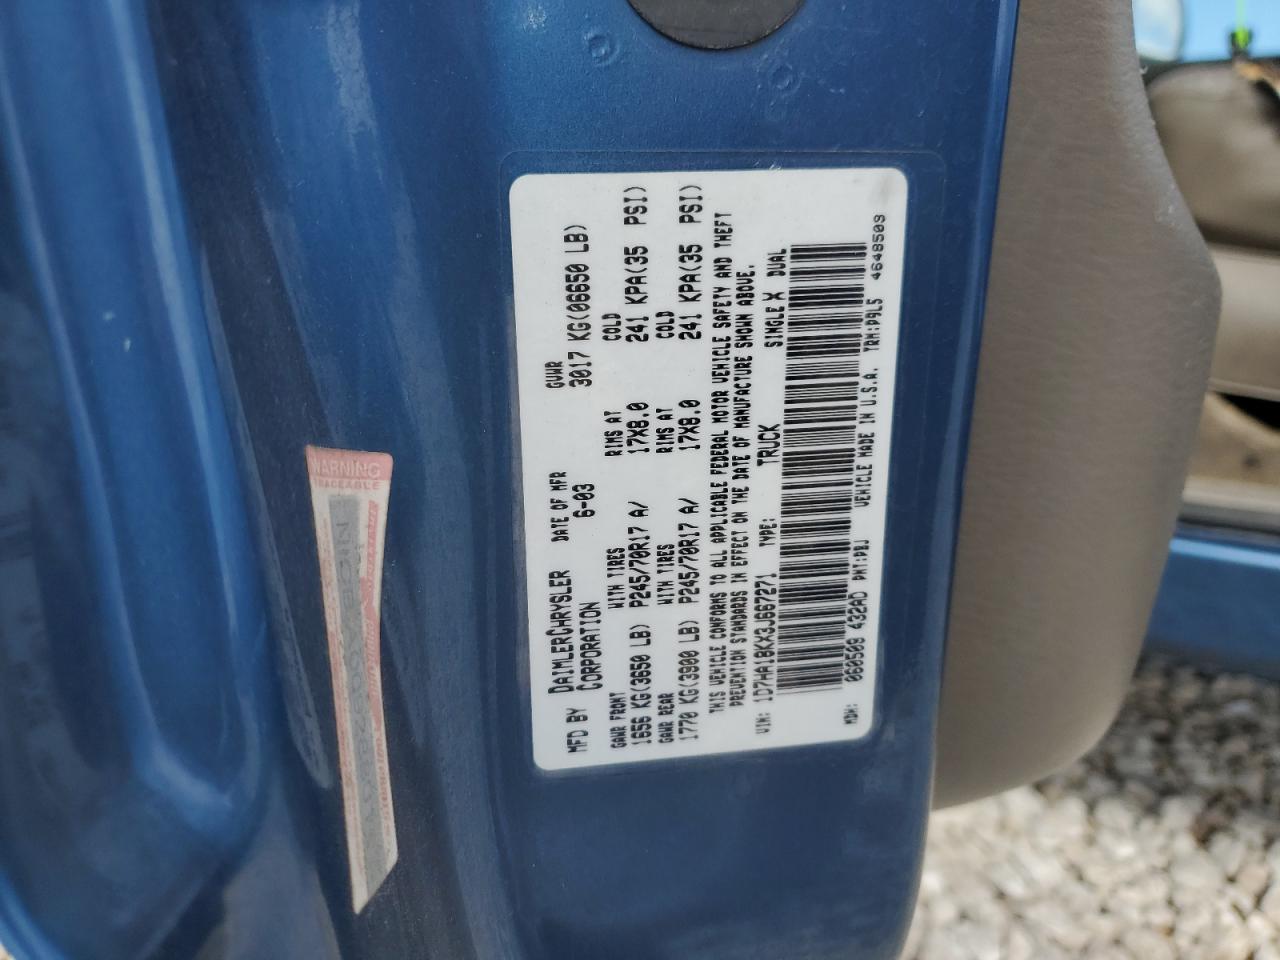 MFD BY DAIMLERCHRYSLER CORPORATION DATE OF MFR 6-03 GVWR 3017 KG(06650 LB)
GAWR FRONT WITH TIRES RIMS AT COLD
1656 KG(3650 LB) P245/70R17 A/ 17X8.0 241 KPA(35 PSI)
GAWR REAR WITH TIRES RIMS AT COLD
1770 KG(3900 LB) P245/70R17 A/ 17X8.0 241 KPA(35 PSI)
THIS VEHICLE CONFORMS TO ALL APPLICABLE FEDERAL MOTOR VEHICLE SAFETY AND THEFT
PREVENTION STANDARDS IN EFFECT ON THE DATE OF MANUFACTURE SHOWN ABOVE.
VIN: 1D7HA18KX3J667271 TYPE: TRUCK SINGLE X DUAL
MDH: 060509 432AD PNT:PBJ VEHICLE MADE IN U.S.A. TRM:P9L5 4648509
WARNING
TRACEABLE